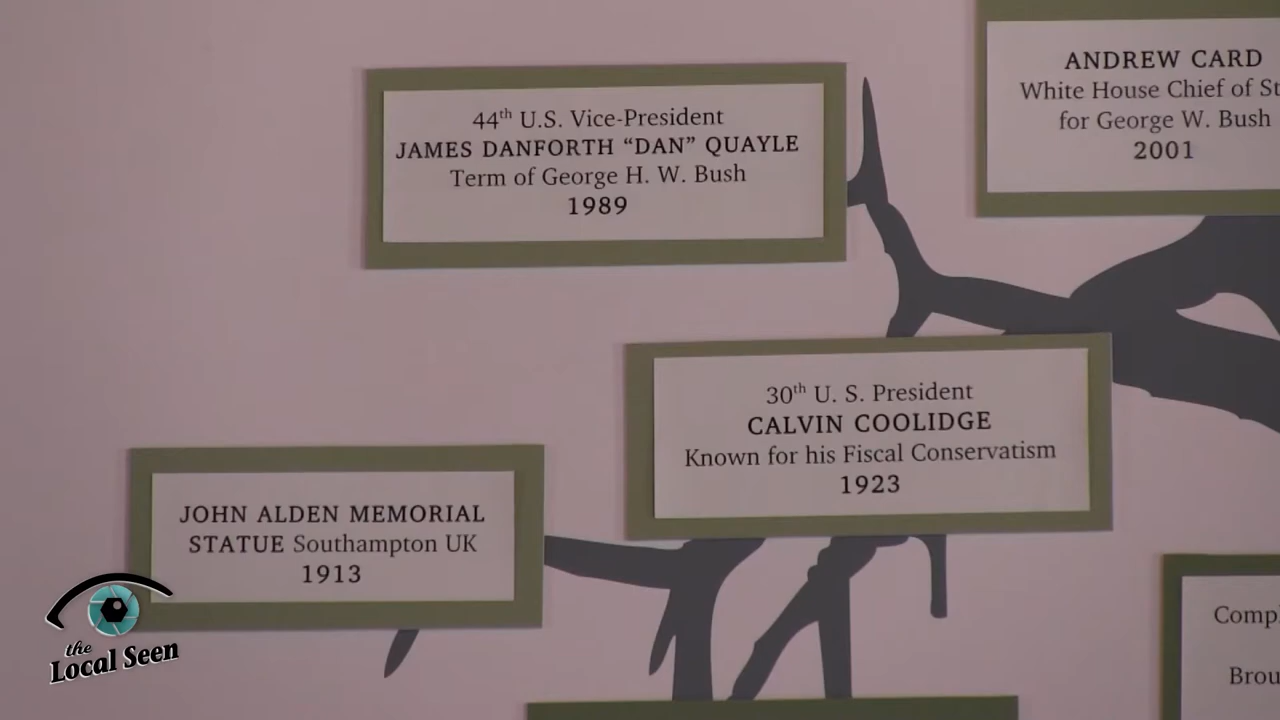 44th U.S. Vice-President
JAMES DANFORTH “DAN” QUAYLE
Term of George H. W. Bush
1989
ANDREW CARD
White House Chief of St
for George W. Bush
2001
30th U. S. President
CALVIN COOLIDGE
Known for his Fiscal Conservatism
1923
JOHN ALDEN MEMORIAL
STATUE Southampton UK
1913
Comp
Brou
the
Local Seen